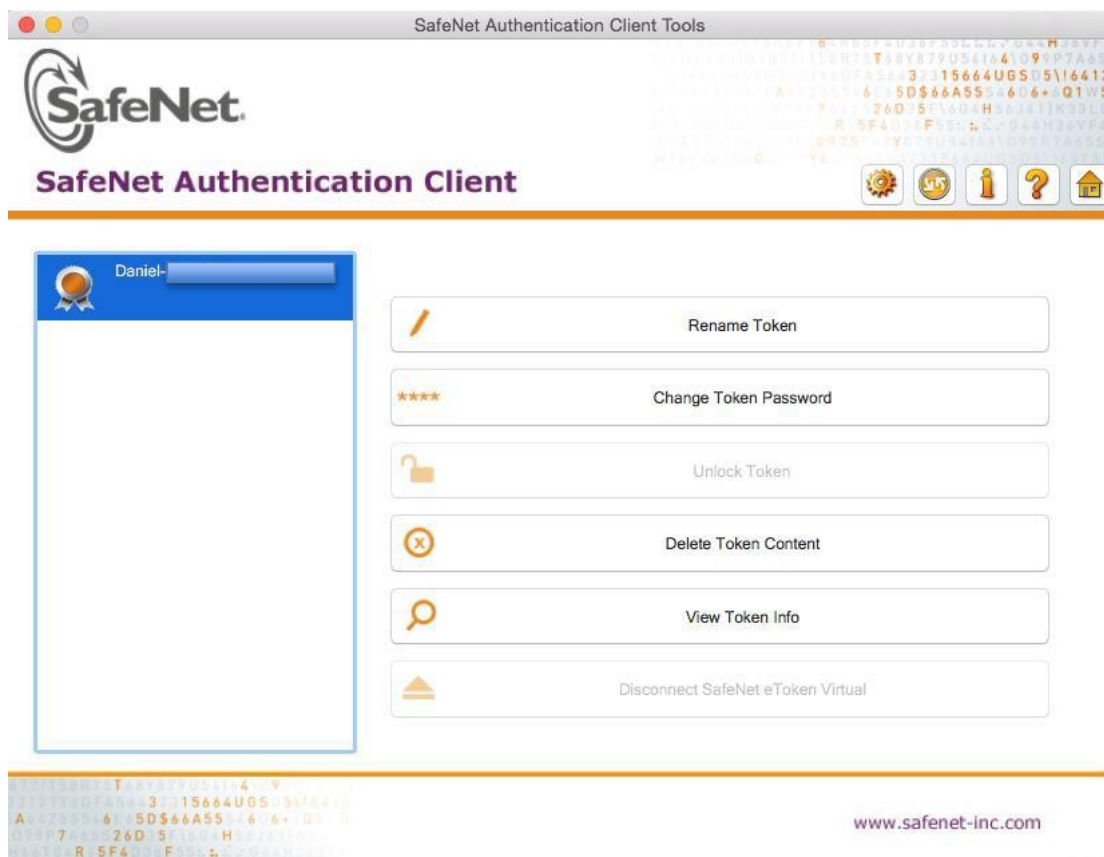 SafeNet Authentication Client Tools
SafeNet.
SafeNet Authentication Client
Daniel-
Rename Token
****
Change Token Password
Unlock Token
Delete Token Content
View Token Info
Disconnect SafeNet eToken Virtual
www.safenet-inc.com